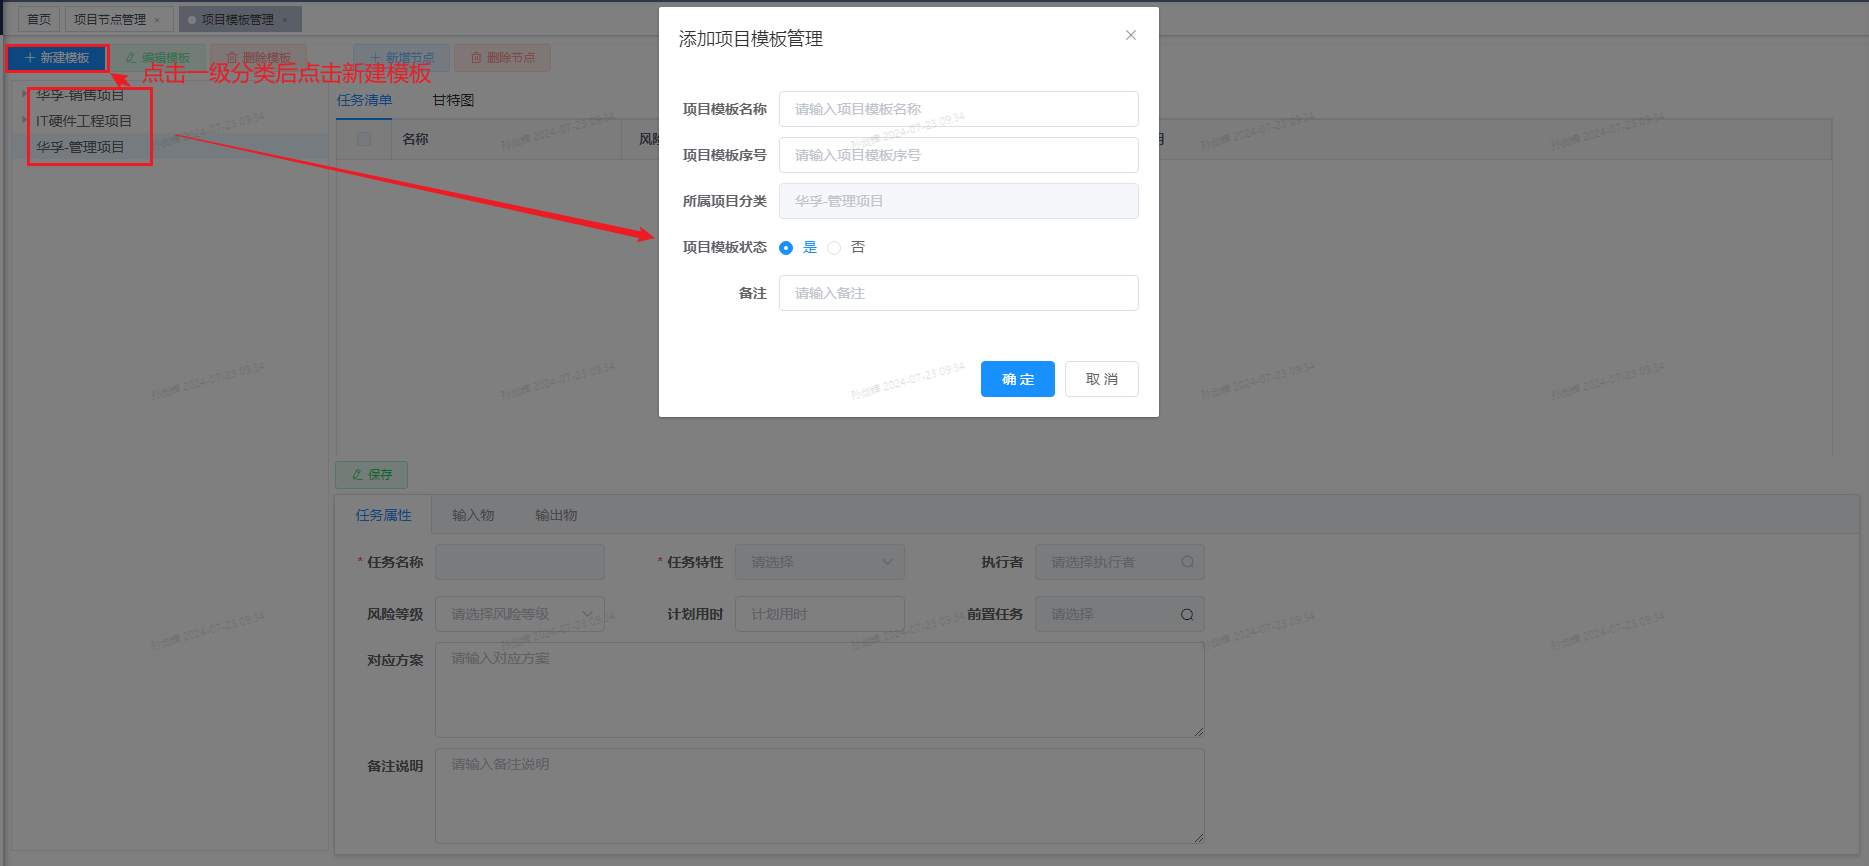 首页 项目节点管理 × 项目模板管理 ×
新建模板 编辑模板 删除模板 新增节点 删除节点
点击一级分类后点击新建模板
华孚-销售项目
IT硬件工程项目
华孚-管理项目
任务清单 甘特图
名称
添加项目模板管理
项目模板名称 请输入项目模板名称
项目模板序号 请输入项目模板序号
所属项目分类 华孚-管理项目
项目模板状态 是 否
备注 请输入备注
确定 取消
保存
任务属性 输入物 输出物
* 任务名称 * 任务特性 请选择 执行者 请选择执行者
风险等级 请选择风险等级 计划用时 计划用时 前置任务 请选择
对应方案 请输入对应方案
备注说明 请输入备注说明
2024-07-23 09:34